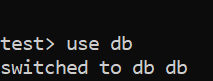 test> use db
switched to db db